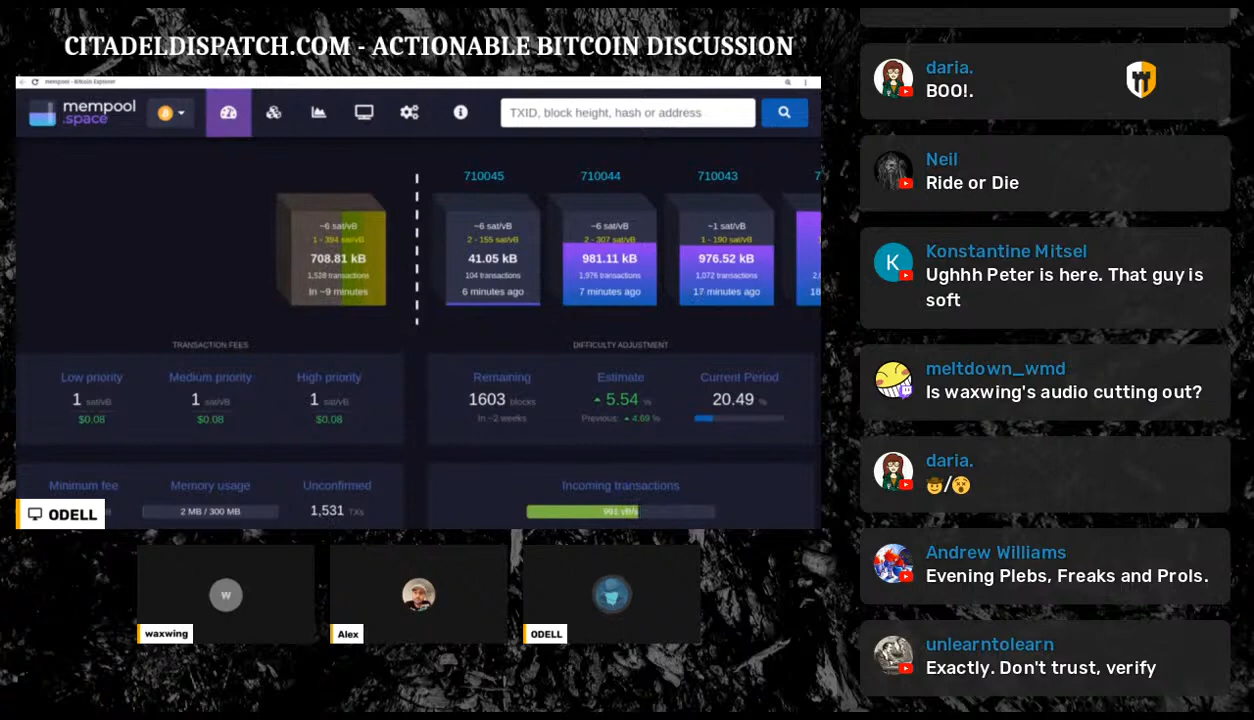 CITADELDISPATCH.COM - ACTIONABLE BITCOIN DISCUSSION
mempool - Bitcoin Explorer
mempool
.space
TXID, block height, hash or address
710045
710044
710043
7
~6 sat/vB
1 - 394 sat/vB
708.81 kB
1,528 transactions
In ~9 minutes
~6 sat/vB
2 - 155 sat/vB
41.05 kB
104 transactions
6 minutes ago
~6 sat/vB
2 - 307 sat/vB
981.11 kB
1,976 transactions
7 minutes ago
~1 sat/vB
1 - 190 sat/vB
976.52 kB
1,072 transactions
17 minutes ago
TRANSACTION FEES
Low priority
Medium priority
High priority
1 sat/vB
1 sat/vB
1 sat/vB
$0.08
$0.08
$0.08
DIFFICULTY ADJUSTMENT
Remaining
Estimate
Current Period
1603 blocks
5.54 %
20.49 %
In ~2 weeks
Previous: 4.69 %
Minimum fee
Memory usage
Unconfirmed
2 MB / 300 MB
1,531 TXs
Incoming transactions
991 vB/s
ODELL
W
waxwing
Alex
ODELL
daria.
BOO!.
Neil
Ride or Die
K
Konstantine Mitsel
Ughhh Peter is here. That guy is
soft
meltdown_wmd
Is waxwing's audio cutting out?
daria.
🤠/😵
Andrew Williams
Evening Plebs, Freaks and Prols.
unlearntolearn
Exactly. Don't trust, verify